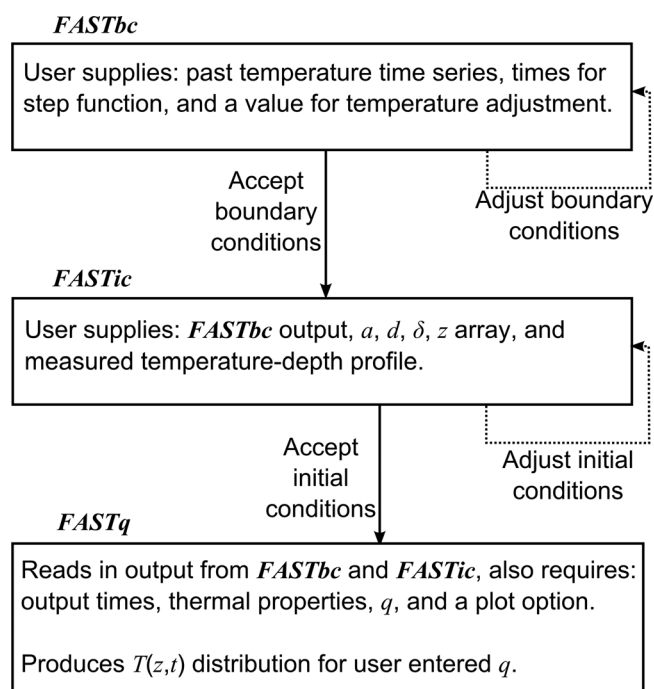 FASTbc
User supplies: past temperature time series, times for
step function, and a value for temperature adjustment.
Accept
boundary
conditions
Adjust boundary
conditions
FASTic
User supplies: FASTbc output, a, d, δ, z array, and
measured temperature-depth profile.
Accept
initial
conditions
Adjust initial
conditions
FASTq
Reads in output from FASTbc and FASTic, also requires:
output times, thermal properties, q, and a plot option.
Produces T(z,t) distribution for user entered q.